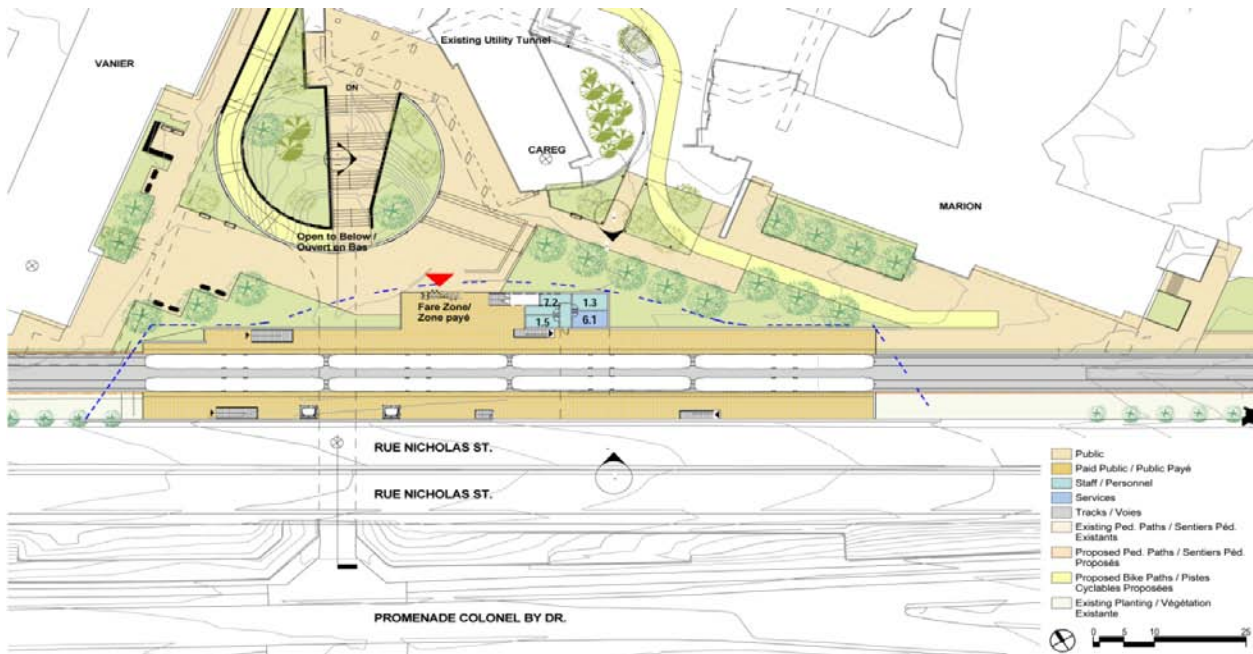 Existing Utility Tunnel
VANIER
DN
CAREG
MARION
Open to Below /
Ouvert en Bas
Fare Zone/
Zone payé
7.2
1.3
1.5
6.1
RUE NICHOLAS ST.
RUE NICHOLAS ST.
PROMENADE COLONEL BY DR.
Public
Paid Public / Public Payé
Staff / Personnel
Services
Tracks / Voies
Existing Ped. Paths / Sentiers Péd.
Existants
Proposed Ped. Paths / Sentiers Péd.
Proposés
Proposed Bike Paths / Pistes
Cyclables Proposées
Existing Planting / Végétation
Existante
0 5 10 25